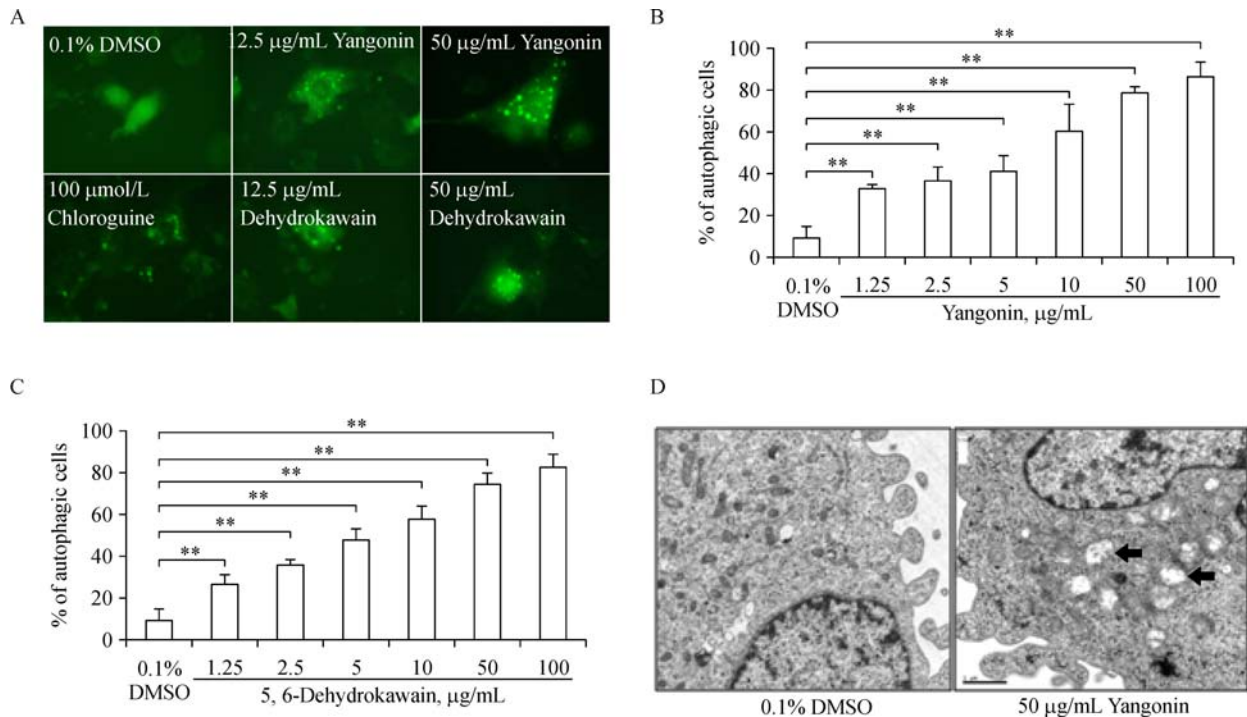 A
0.1% DMSO
12.5 μg/mL Yangonin
50 μg/mL Yangonin
100 μmol/L
Chloroguine
12.5 μg/mL
Dehydrokawain
50 μg/mL
Dehydrokawain
B
% of autophagic cells
100
80
60
40
20
0
**
**
**
**
**
**
0.1%
DMSO
1.25 2.5 5 10 50 100
Yangonin, μg/mL
C
% of autophagic cells
100
80
60
40
20
0
**
**
**
**
**
**
0.1%
DMSO
1.25 2.5 5 10 50 100
5, 6-Dehydrokawain, μg/mL
D
0.1% DMSO
50 μg/mL Yangonin